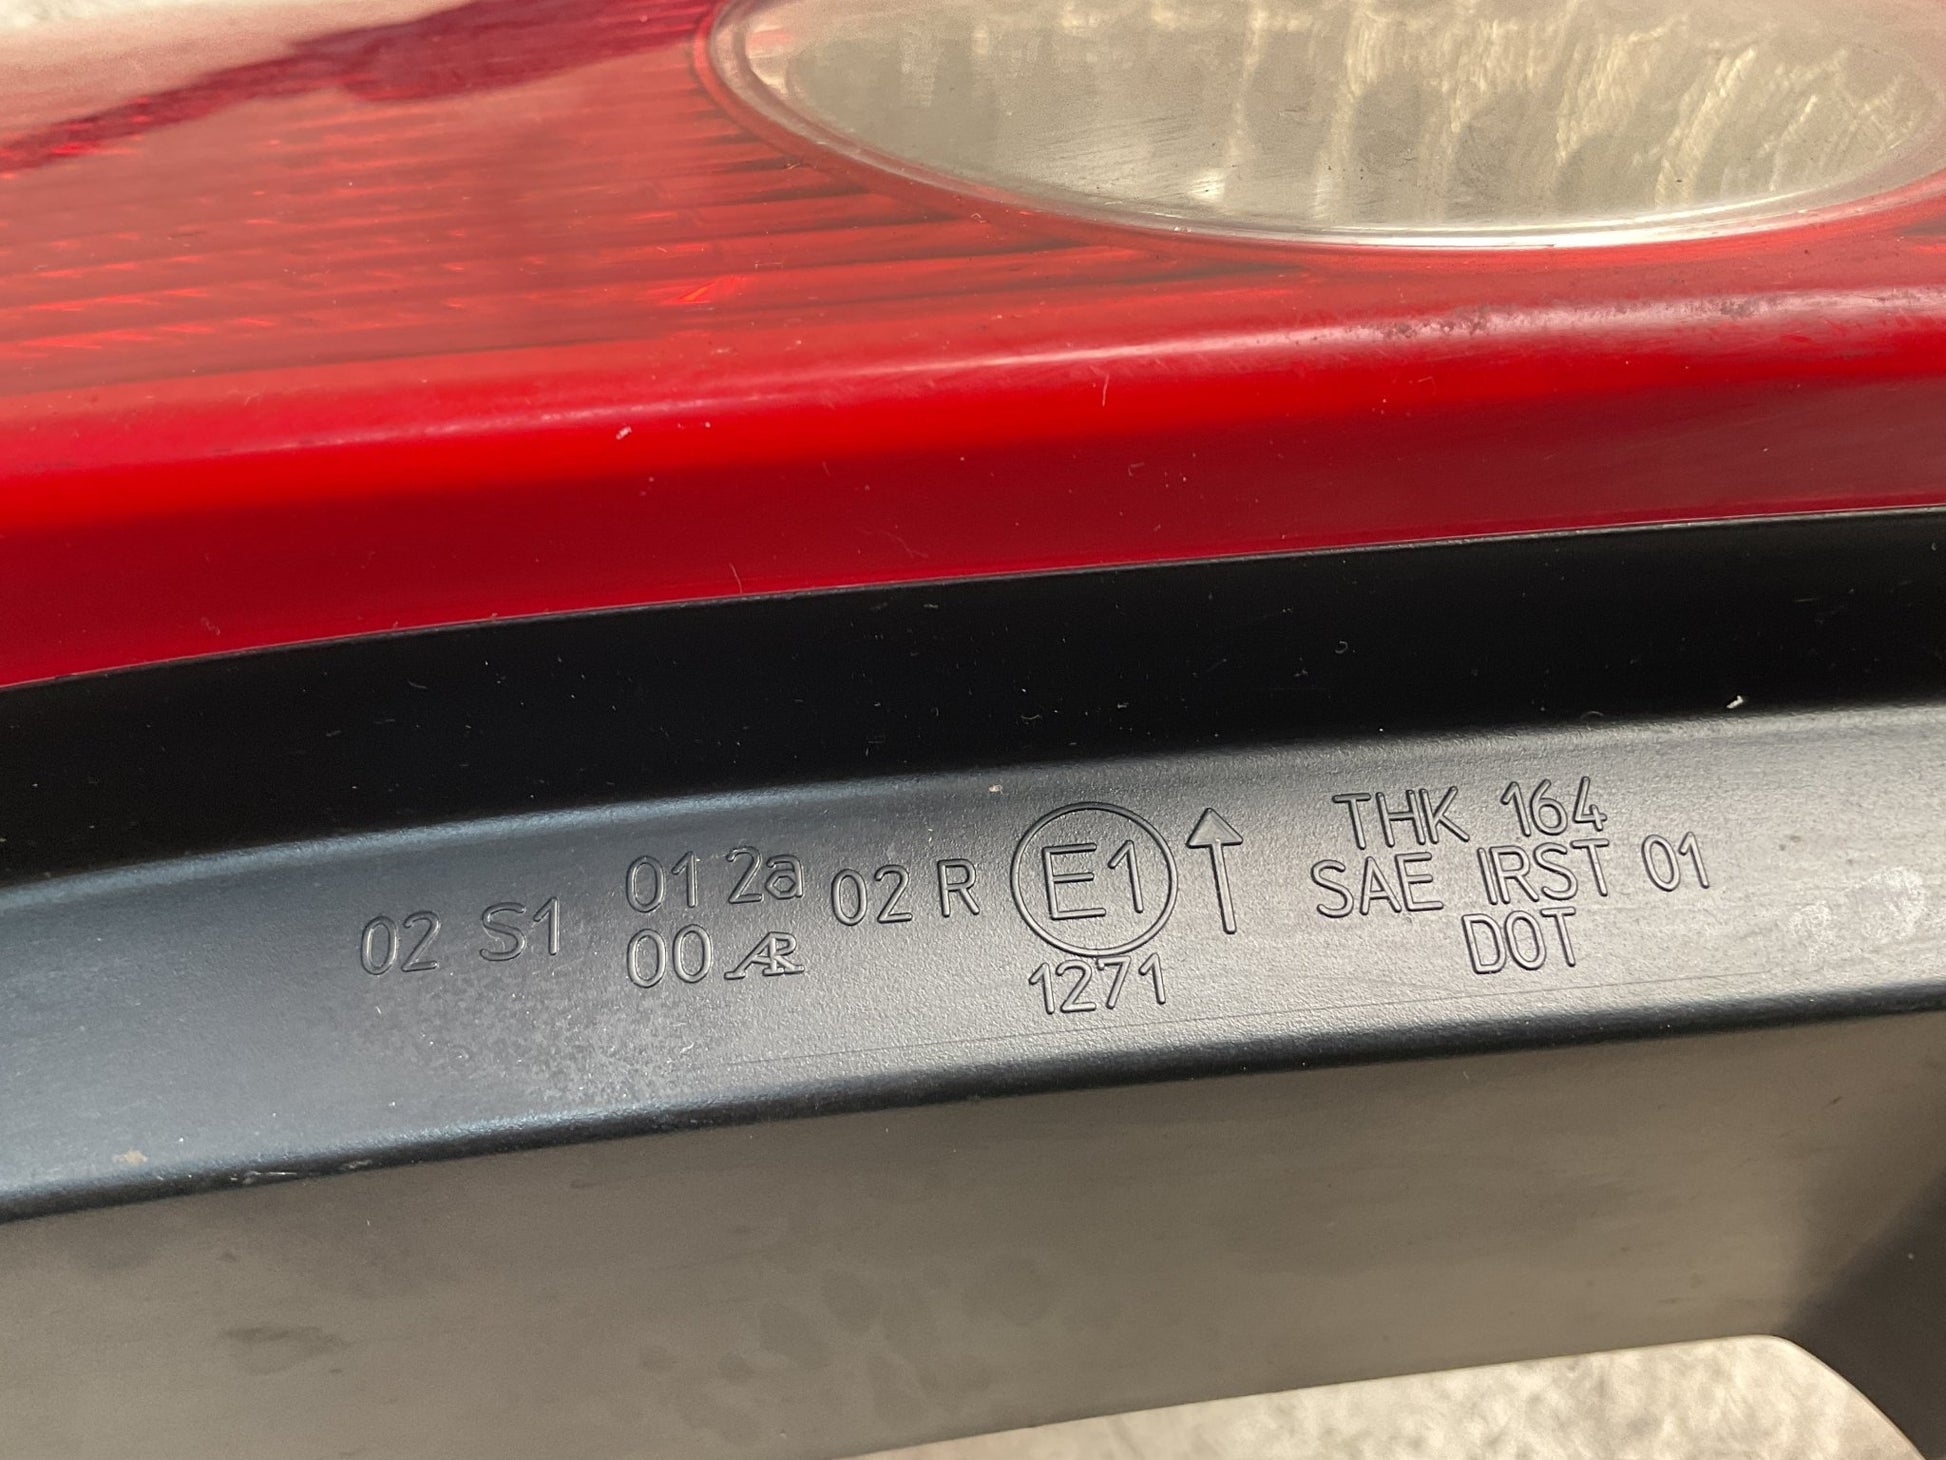 02 S1
01 2a
00 AR
02 R
E1
1271
THK 164
SAE IRST 01
DOT